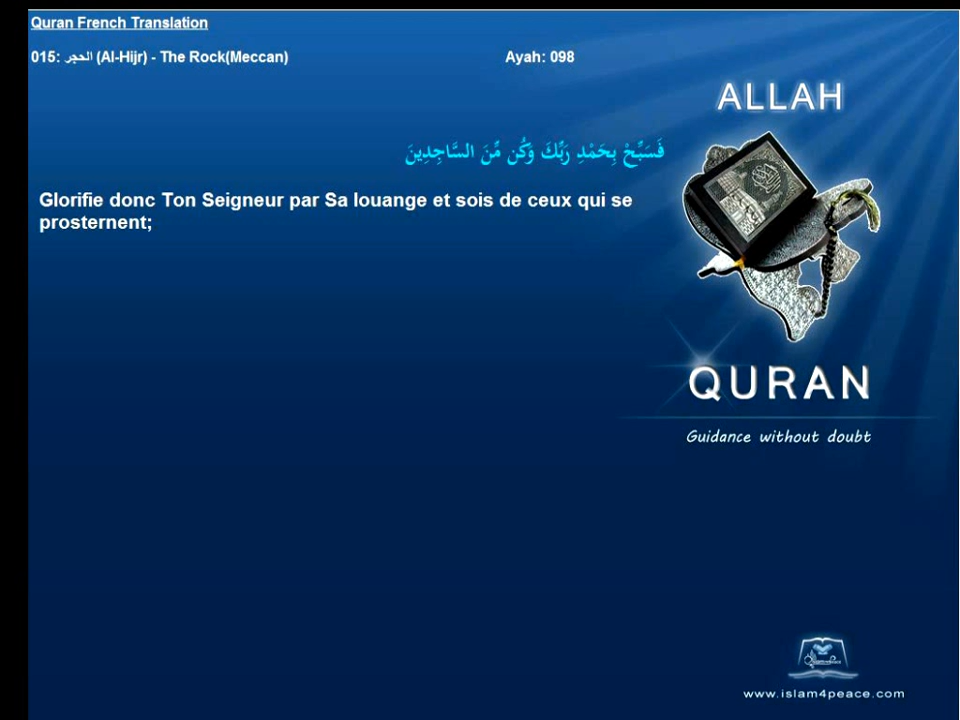 Quran French Translation
015: الحجر (Al-Hijr) - The Rock(Meccan) Ayah: 098
ALLAH
فَسَبِّحْ بِحَمْدِ رَبِّكَ وَكُن مِّنَ السَّاجِدِينَ
Glorifie donc Ton Seigneur par Sa louange et sois de ceux qui se
prosternent;
QURAN
Guidance without doubt
www.islam4peace.com